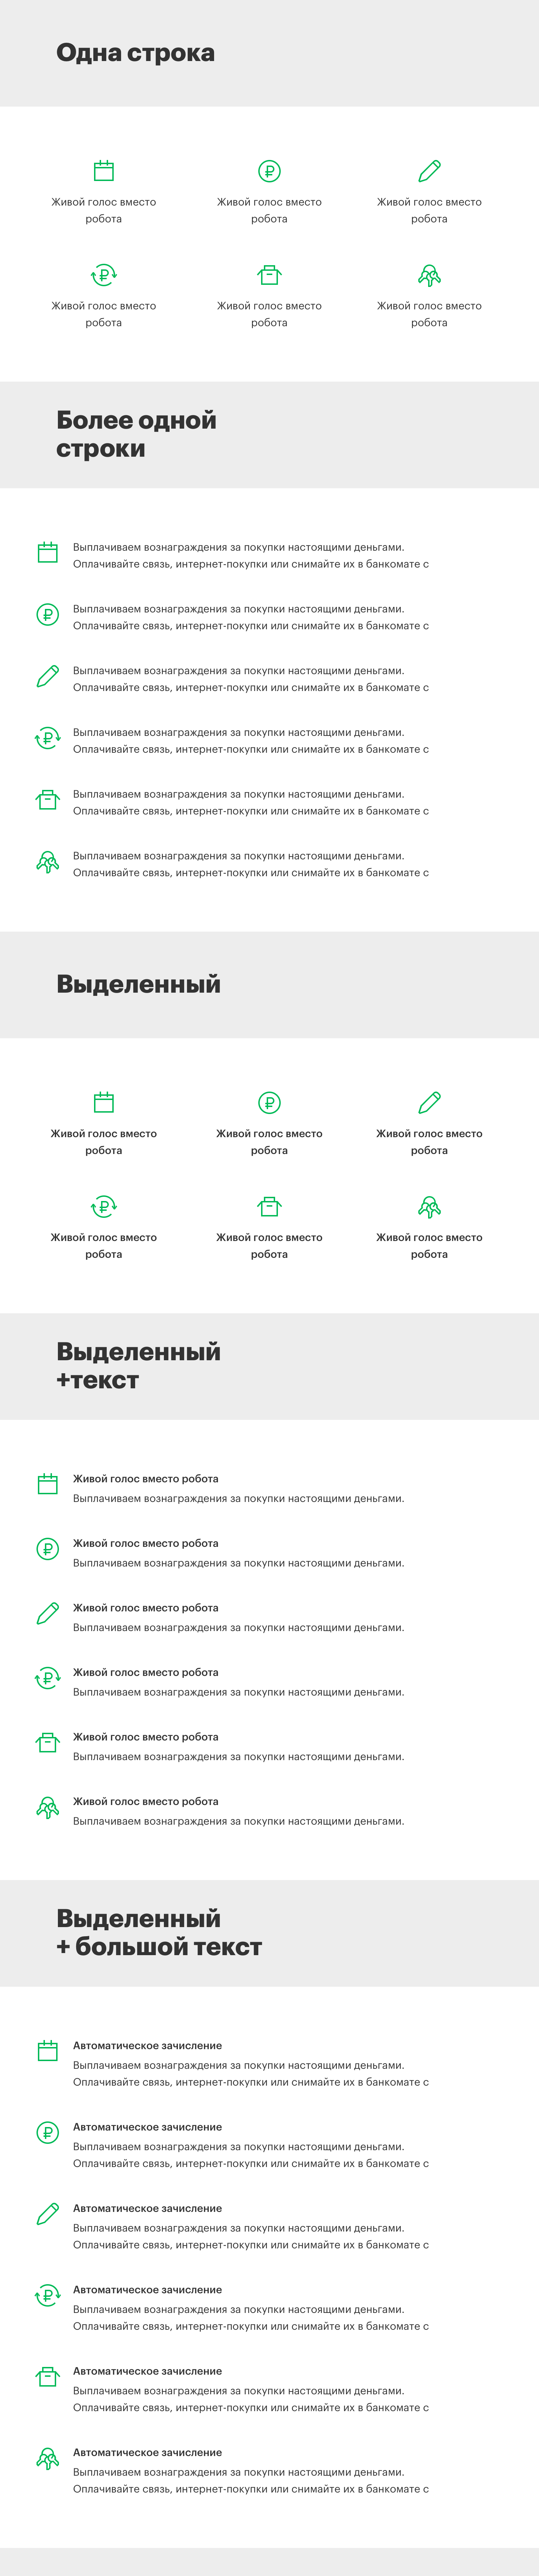 Одна строка
Живой голос вместо
робота
Живой голос вместо
робота
Живой голос вместо
робота
Живой голос вместо
робота
Живой голос вместо
робота
Живой голос вместо
робота
Более одной
строки
Выплачиваем вознаграждения за покупки настоящими деньгами.
Оплачивайте связь, интернет-покупки или снимайте их в банкомате с
Выплачиваем вознаграждения за покупки настоящими деньгами.
Оплачивайте связь, интернет-покупки или снимайте их в банкомате с
Выплачиваем вознаграждения за покупки настоящими деньгами.
Оплачивайте связь, интернет-покупки или снимайте их в банкомате с
Выплачиваем вознаграждения за покупки настоящими деньгами.
Оплачивайте связь, интернет-покупки или снимайте их в банкомате с
Выплачиваем вознаграждения за покупки настоящими деньгами.
Оплачивайте связь, интернет-покупки или снимайте их в банкомате с
Выплачиваем вознаграждения за покупки настоящими деньгами.
Оплачивайте связь, интернет-покупки или снимайте их в банкомате с
Выделенный
Живой голос вместо
робота
Живой голос вместо
робота
Живой голос вместо
робота
Живой голос вместо
робота
Живой голос вместо
робота
Живой голос вместо
робота
Выделенный
+текст
Живой голос вместо робота
Выплачиваем вознаграждения за покупки настоящими деньгами.
Живой голос вместо робота
Выплачиваем вознаграждения за покупки настоящими деньгами.
Живой голос вместо робота
Выплачиваем вознаграждения за покупки настоящими деньгами.
Живой голос вместо робота
Выплачиваем вознаграждения за покупки настоящими деньгами.
Живой голос вместо робота
Выплачиваем вознаграждения за покупки настоящими деньгами.
Живой голос вместо робота
Выплачиваем вознаграждения за покупки настоящими деньгами.
Выделенный
+ большой текст
Автоматическое зачисление
Выплачиваем вознаграждения за покупки настоящими деньгами.
Оплачивайте связь, интернет-покупки или снимайте их в банкомате с
Автоматическое зачисление
Выплачиваем вознаграждения за покупки настоящими деньгами.
Оплачивайте связь, интернет-покупки или снимайте их в банкомате с
Автоматическое зачисление
Выплачиваем вознаграждения за покупки настоящими деньгами.
Оплачивайте связь, интернет-покупки или снимайте их в банкомате с
Автоматическое зачисление
Выплачиваем вознаграждения за покупки настоящими деньгами.
Оплачивайте связь, интернет-покупки или снимайте их в банкомате с
Автоматическое зачисление
Выплачиваем вознаграждения за покупки настоящими деньгами.
Оплачивайте связь, интернет-покупки или снимайте их в банкомате с
Автоматическое зачисление
Выплачиваем вознаграждения за покупки настоящими деньгами.
Оплачивайте связь, интернет-покупки или снимайте их в банкомате с